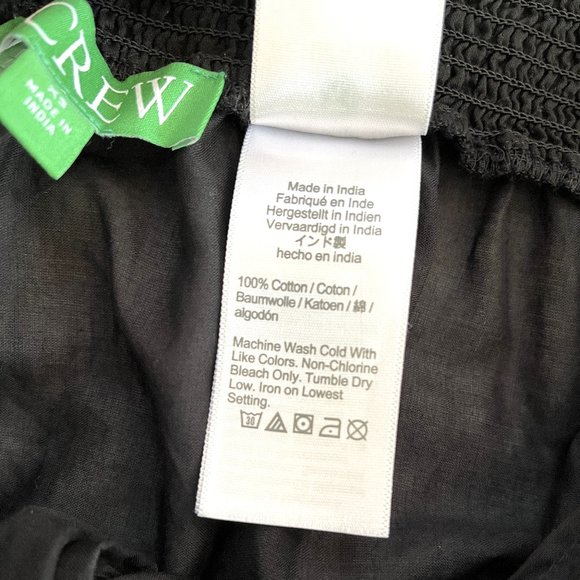 CREW
XS
MADE IN
INDIA
Made in India
Fabriqué en Inde
Hergestellt in Indien
Vervaardigd in India
インド製
hecho en india
100% Cotton / Coton /
Baumwolle / Katoen / 綿 /
algodón
Machine Wash Cold With
Like Colors. Non-Chlorine
Bleach Only. Tumble Dry
Low. Iron on Lowest
Setting.
30